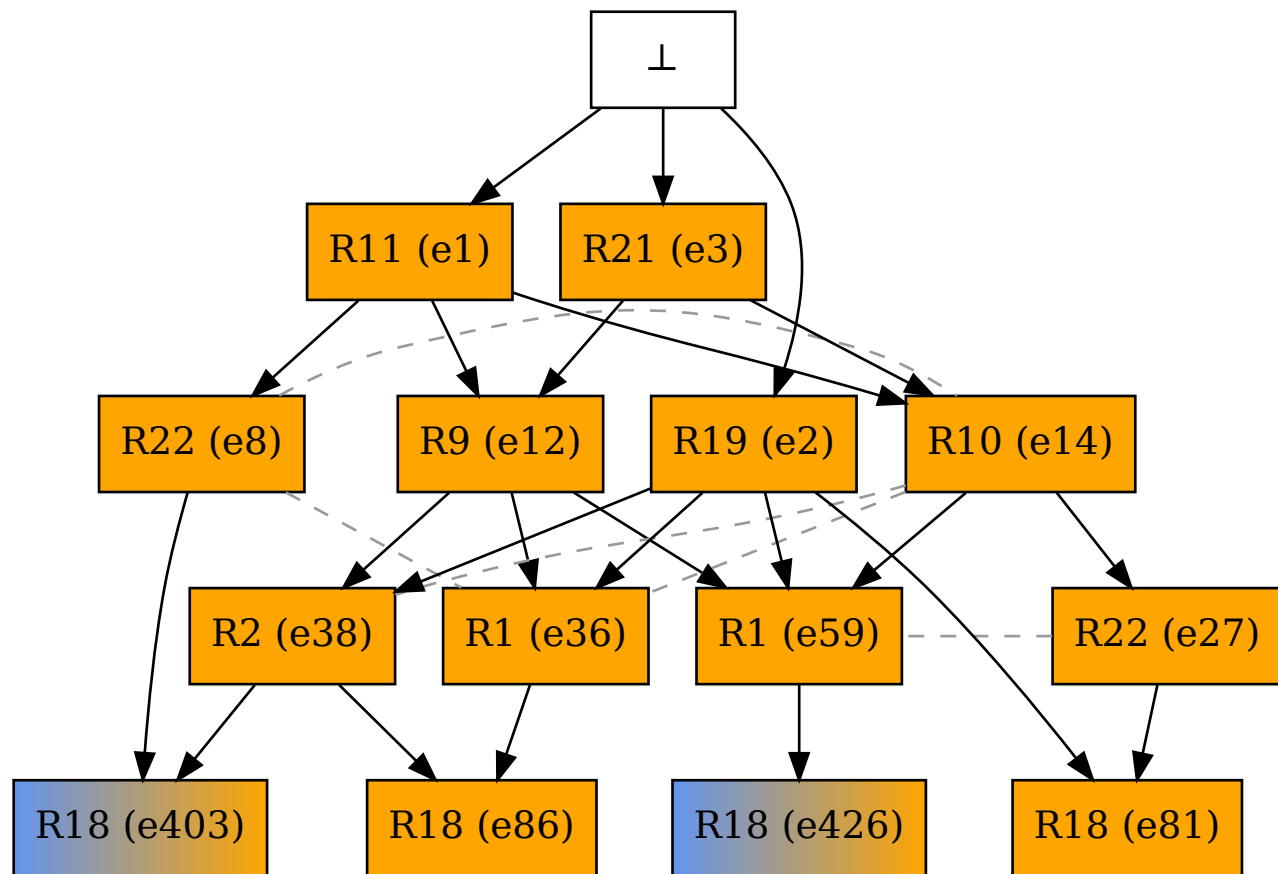 ⊥
R11 (e1)
R21 (e3)
R22 (e8)
R9 (e12)
R19 (e2)
R10 (e14)
R2 (e38)
R1 (e36)
R1 (e59)
R22 (e27)
R18 (e403)
R18 (e86)
R18 (e426)
R18 (e81)